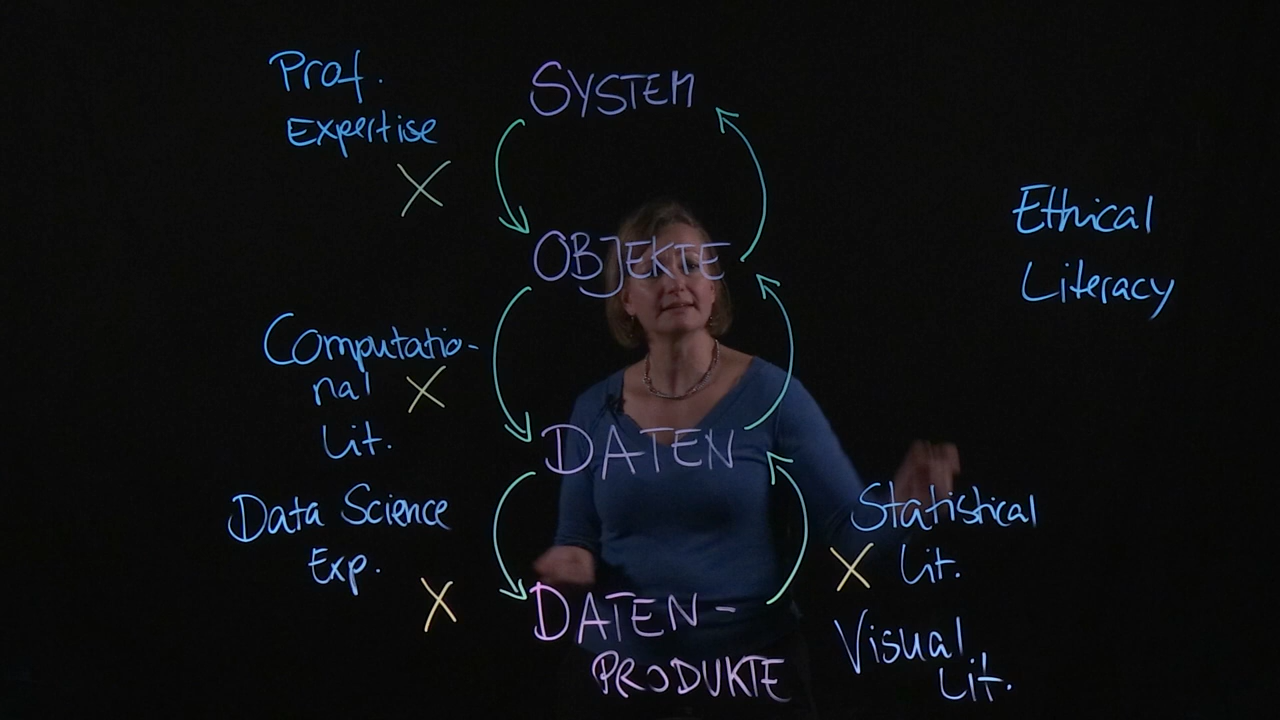 Prof.
Expertise
X
SYSTEM
OBJEKTE
Ethical
Literacy
Computatio-
nal X
Lit.
DATEN
Data Science
Exp.
X
DATEN-
PRODUKTE
Statistical
X Lit.
Visual
Lit.